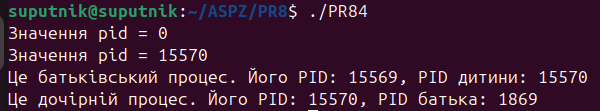 suputnik@suputnik:~/ASPZ/PR8$ ./PR84
Значення pid = 0
Значення pid = 15570
Це батьківський процес. Його PID: 15569, PID дитини: 15570
Це дочірній процес. Його PID: 15570, PID батька: 1869